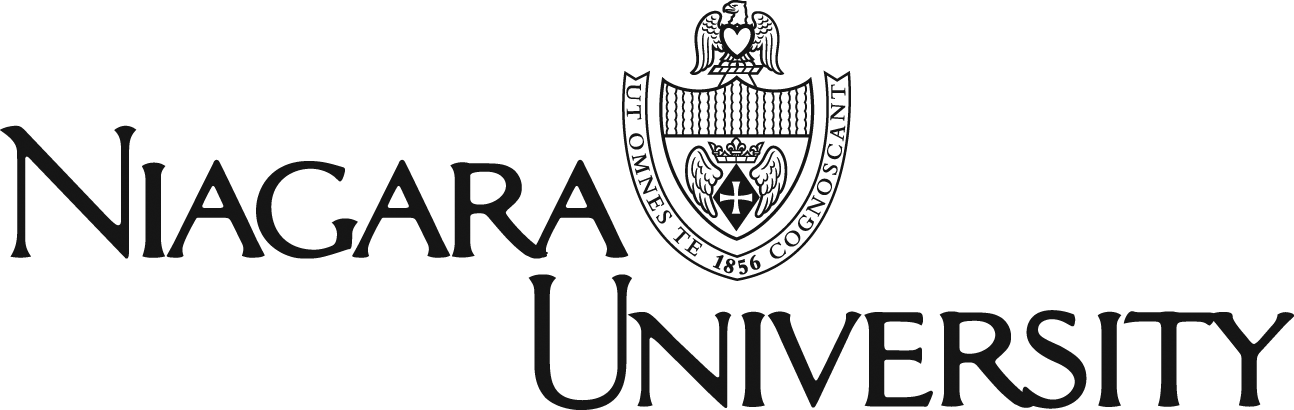 NIAGARA
UT OMNES TE COGNOSCANT
1856
UNIVERSITY